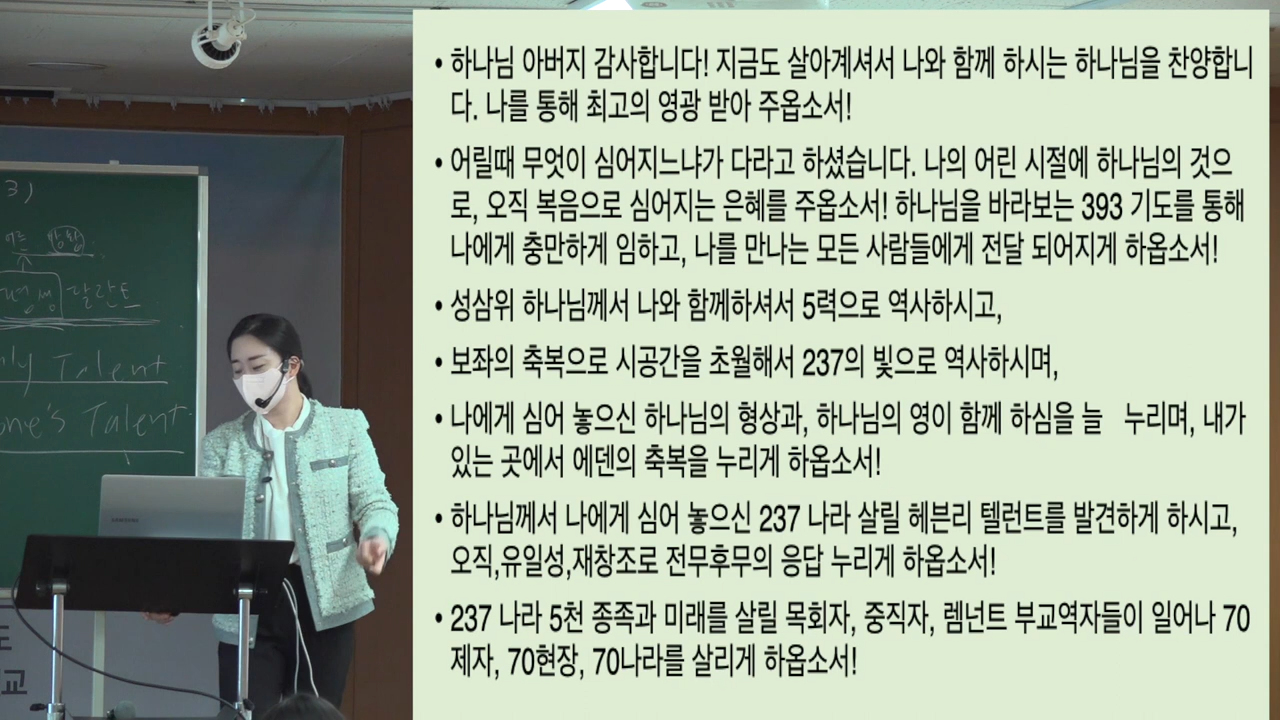 • 하나님 아버지 감사합니다! 지금도 살아계셔서 나와 함께 하시는 하나님을 찬양합니
다. 나를 통해 최고의 영광 받아 주옵소서!
• 어릴때 무엇이 심어지느냐가 다라고 하셨습니다. 나의 어린 시절에 하나님의 것으
로, 오직 복음으로 심어지는 은혜를 주옵소서! 하나님을 바라보는 393 기도를 통해
나에게 충만하게 임하고, 나를 만나는 모든 사람들에게 전달 되어지게 하옵소서!
• 성삼위 하나님께서 나와 함께하셔서 5력으로 역사하시고,
• 보좌의 축복으로 시공간을 초월해서 237의 빛으로 역사하시며,
• 나에게 심어 놓으신 하나님의 형상과, 하나님의 영이 함께 하심을 늘 누리며, 내가
있는 곳에서 에덴의 축복을 누리게 하옵소서!
• 하나님께서 나에게 심어 놓으신 237 나라 살릴 헤븐리 텔런트를 발견하게 하시고,
오직,유일성,재창조로 전무후무의 응답 누리게 하옵소서!
• 237 나라 5천 종족과 미래를 살릴 목회자, 중직자, 렘넌트 부교역자들이 일어나 70
제자, 70현장, 70나라를 살리게 하옵소서!
3)
달란트
Talent
one's Talent
SAMSUNG
도
교